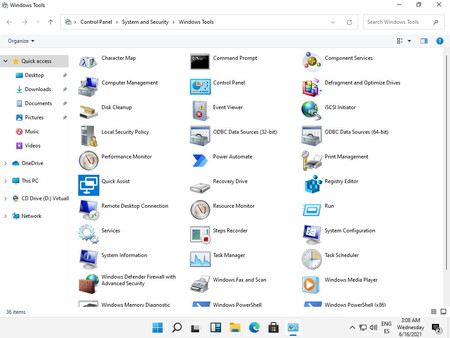 Windows Tools
Control Panel > System and Security > Windows Tools
Search Windows Tools
Organize
Quick access
Desktop
Downloads
Documents
Pictures
Music
Videos
OneDrive
This PC
CD Drive (D:) Virtuall
Network
Character Map
Command Prompt
Component Services
Computer Management
Control Panel
Defragment and Optimize Drives
Disk Cleanup
Event Viewer
iSCSI Initiator
Local Security Policy
ODBC Data Sources (32-bit)
ODBC Data Sources (64-bit)
Performance Monitor
Power Automate
Print Management
Quick Assist
Recovery Drive
Registry Editor
Remote Desktop Connection
Resource Monitor
Run
Services
Steps Recorder
System Configuration
System Information
Task Manager
Task Scheduler
Windows Defender Firewall with
Advanced Security
Windows Fax and Scan
Windows Media Player
Windows Memory Diagnostic
Windows PowerShell
Windows PowerShell (x86)
36 items
ENG
ES
3:08 AM
Wednesday
6/16/2021